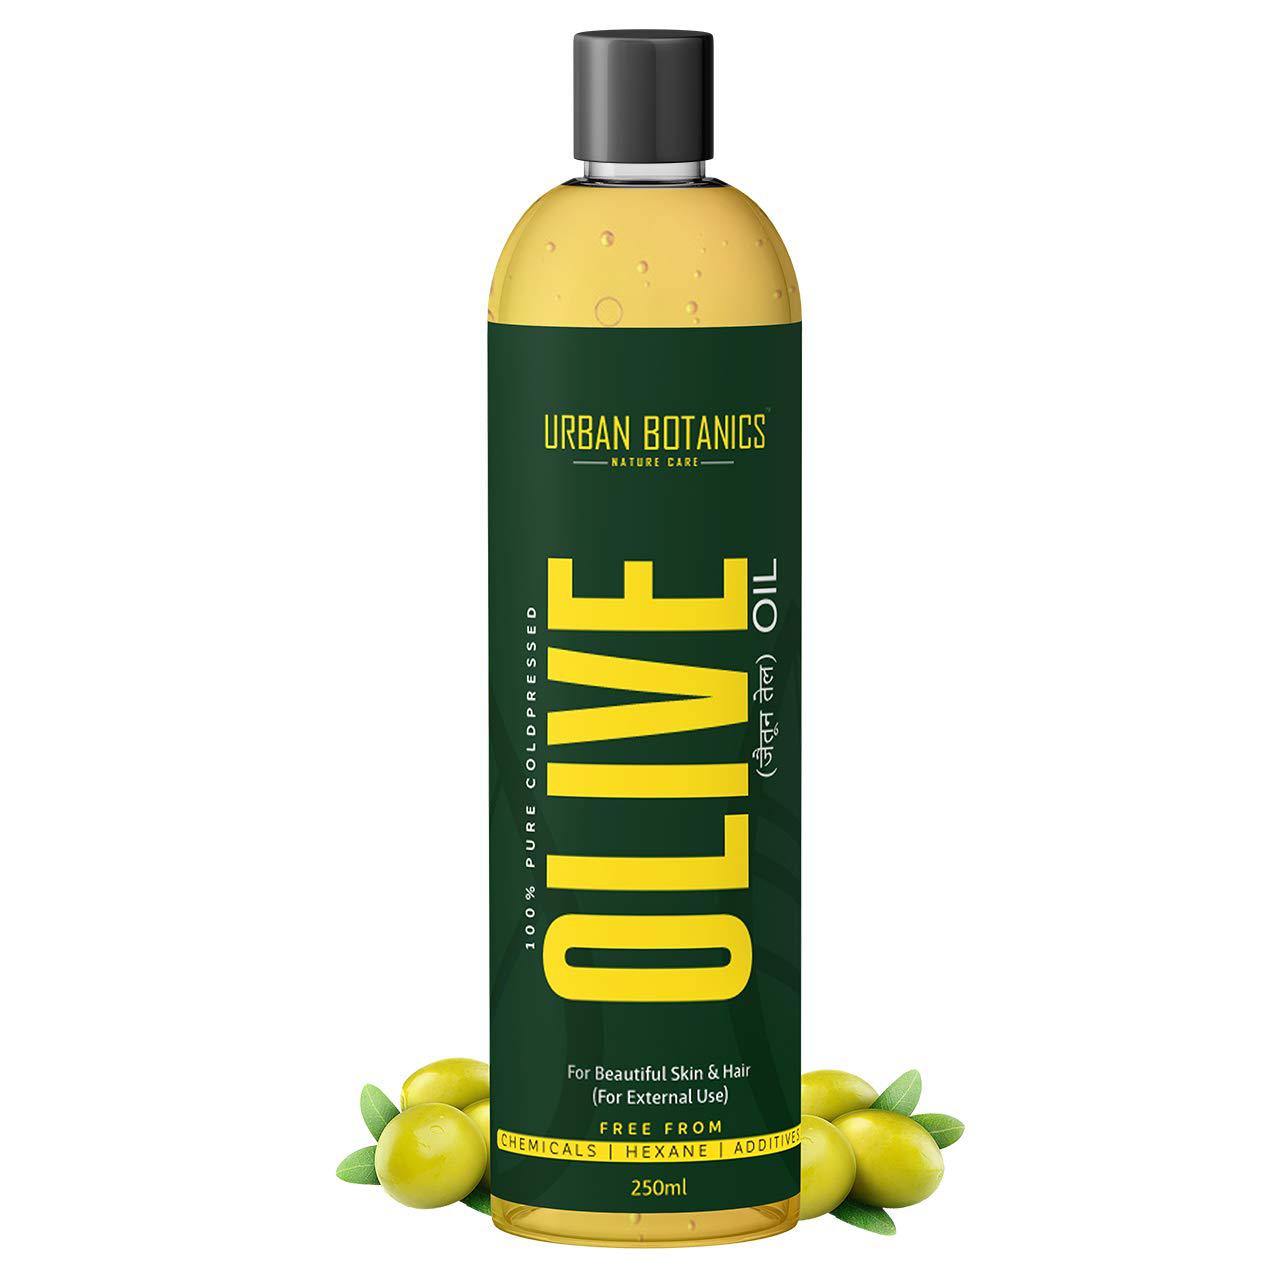 URBAN BOTANICS™
NATURE CARE
100% PURE COLDPRESSED
OLIVE
(जैतून तेल) OIL
For Beautiful Skin & Hair
(For External Use)
FREE FROM
CHEMICALS | HEXANE | ADDITIVES
250ml